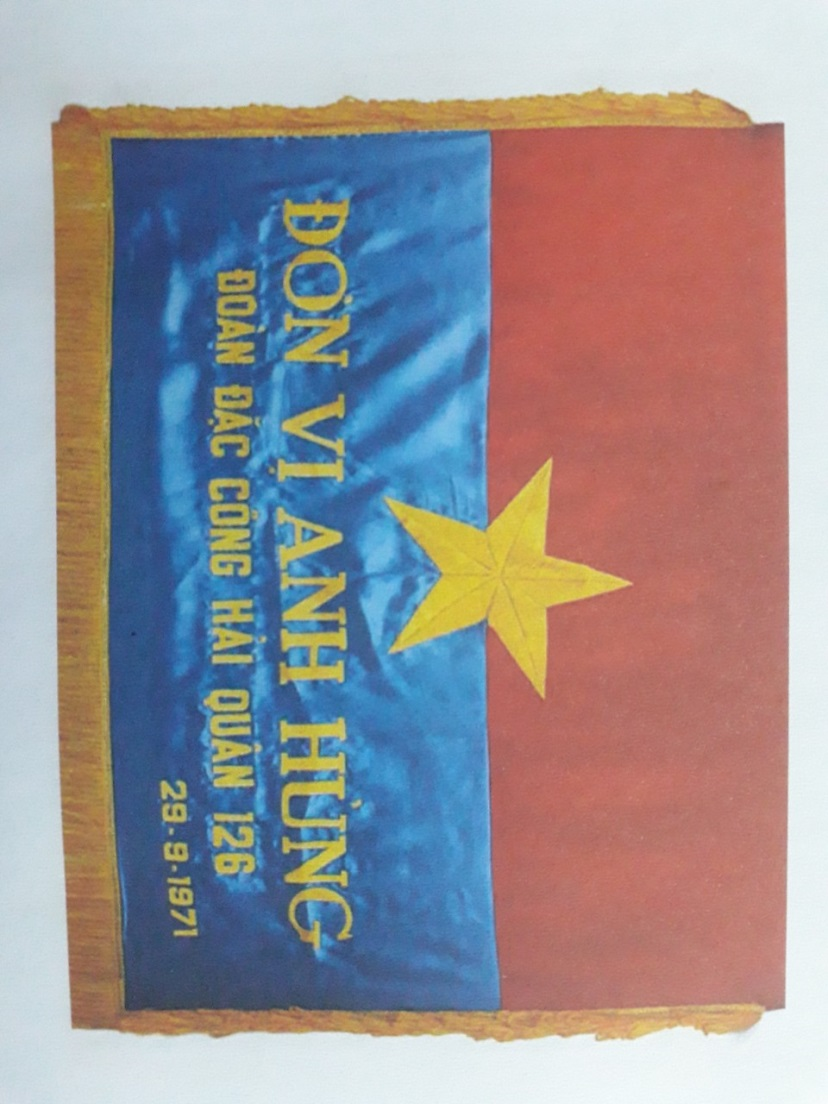 ĐƠN VỊ ANH HÙNG
ĐOÀN ĐẶC CÔNG HẢI QUÂN 126
29-9-1971